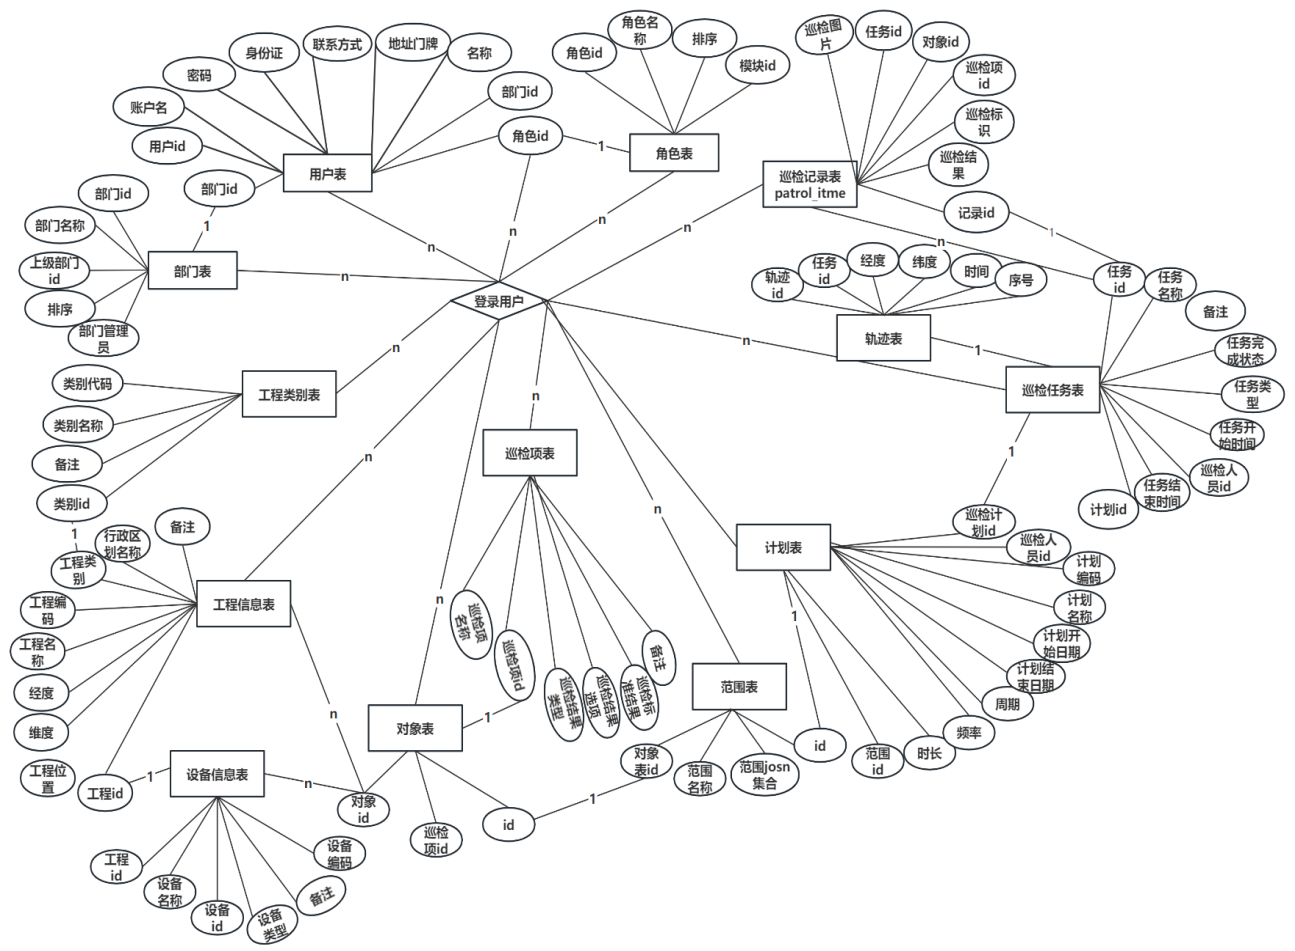 角色名
称
排序
角色id
模块id
巡检图
片
任务id
对象id
巡检项
id
巡检标
识
巡检结
果
记录id
身份证
联系方式
地址门牌
名称
密码
账户名
用户id
部门id
角色id
1
用户表
角色表
巡检记录表
patrol_itme
部门id
部门id
部门名称
上级部门
id
排序
部门管理
员
1
部门表
n
n
n
n
n
n
1
登录用户
轨迹
id
任务
id
经度
纬度
时间
序号
轨迹表
1
任务
id
任务
名称
备注
任务完
成状态
任务类
型
任务开
始时间
巡检人
员id
任务结
束时间
计划id
巡检任务表
n
1
类别代码
类别名称
备注
类别id
工程类别表
n
1
n
n
巡检项表
n
n
巡检项
名称
巡检项id
巡检结果
类型
巡检结果
选项
巡检标
准结果
备注
行政区
划名称
备注
工程类
别
工程编
码
工程名
称
经度
维度
工程位
置
工程id
工程信息表
n
1
设备信息表
n
工程
id
设备
名称
设备
id
设备
类型
备注
设备
编码
对象表
1
对象
id
巡检
项id
id
1
范围表
对象
表id
范围
名称
范围josn
集合
id
1
计划表
巡检计
划id
巡检人
员id
计划
编码
计划
名称
计划开
始日期
计划结
束日期
周期
频率
时长
范围
id